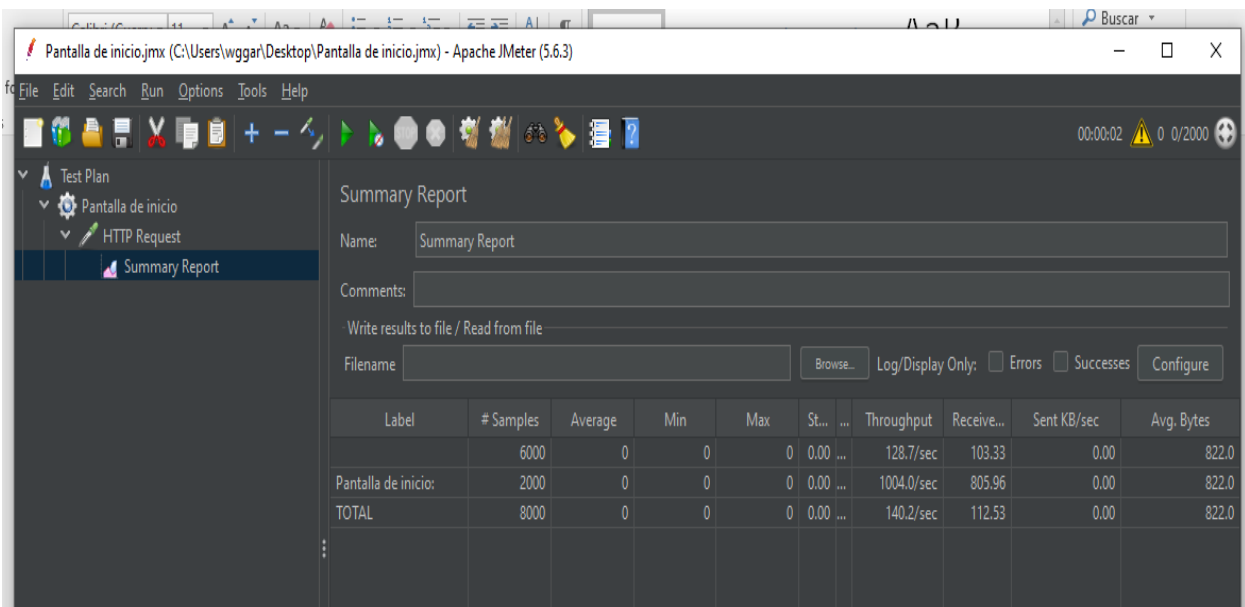 Buscar
Pantalla de inicio.jmx (C:\Users\wggar\Desktop\Pantalla de inicio.jmx) - Apache JMeter (5.6.3)
File Edit Search Run Options Tools Help
00:00:02 0 0/2000
Test Plan
Pantalla de inicio
HTTP Request
Summary Report
Summary Report
Name: Summary Report
Comments:
Write results to file / Read from file
Filename Browse... Log/Display Only: Errors Successes Configure
Label # Samples Average Min Max St... ... Throughput Receive... Sent KB/sec Avg. Bytes
6000 0 0 0 0.00 ... 128.7/sec 103.33 0.00 822.0
Pantalla de inicio: 2000 0 0 0 0.00 ... 1004.0/sec 805.96 0.00 822.0
TOTAL 8000 0 0 0 0.00 ... 140.2/sec 112.53 0.00 822.0